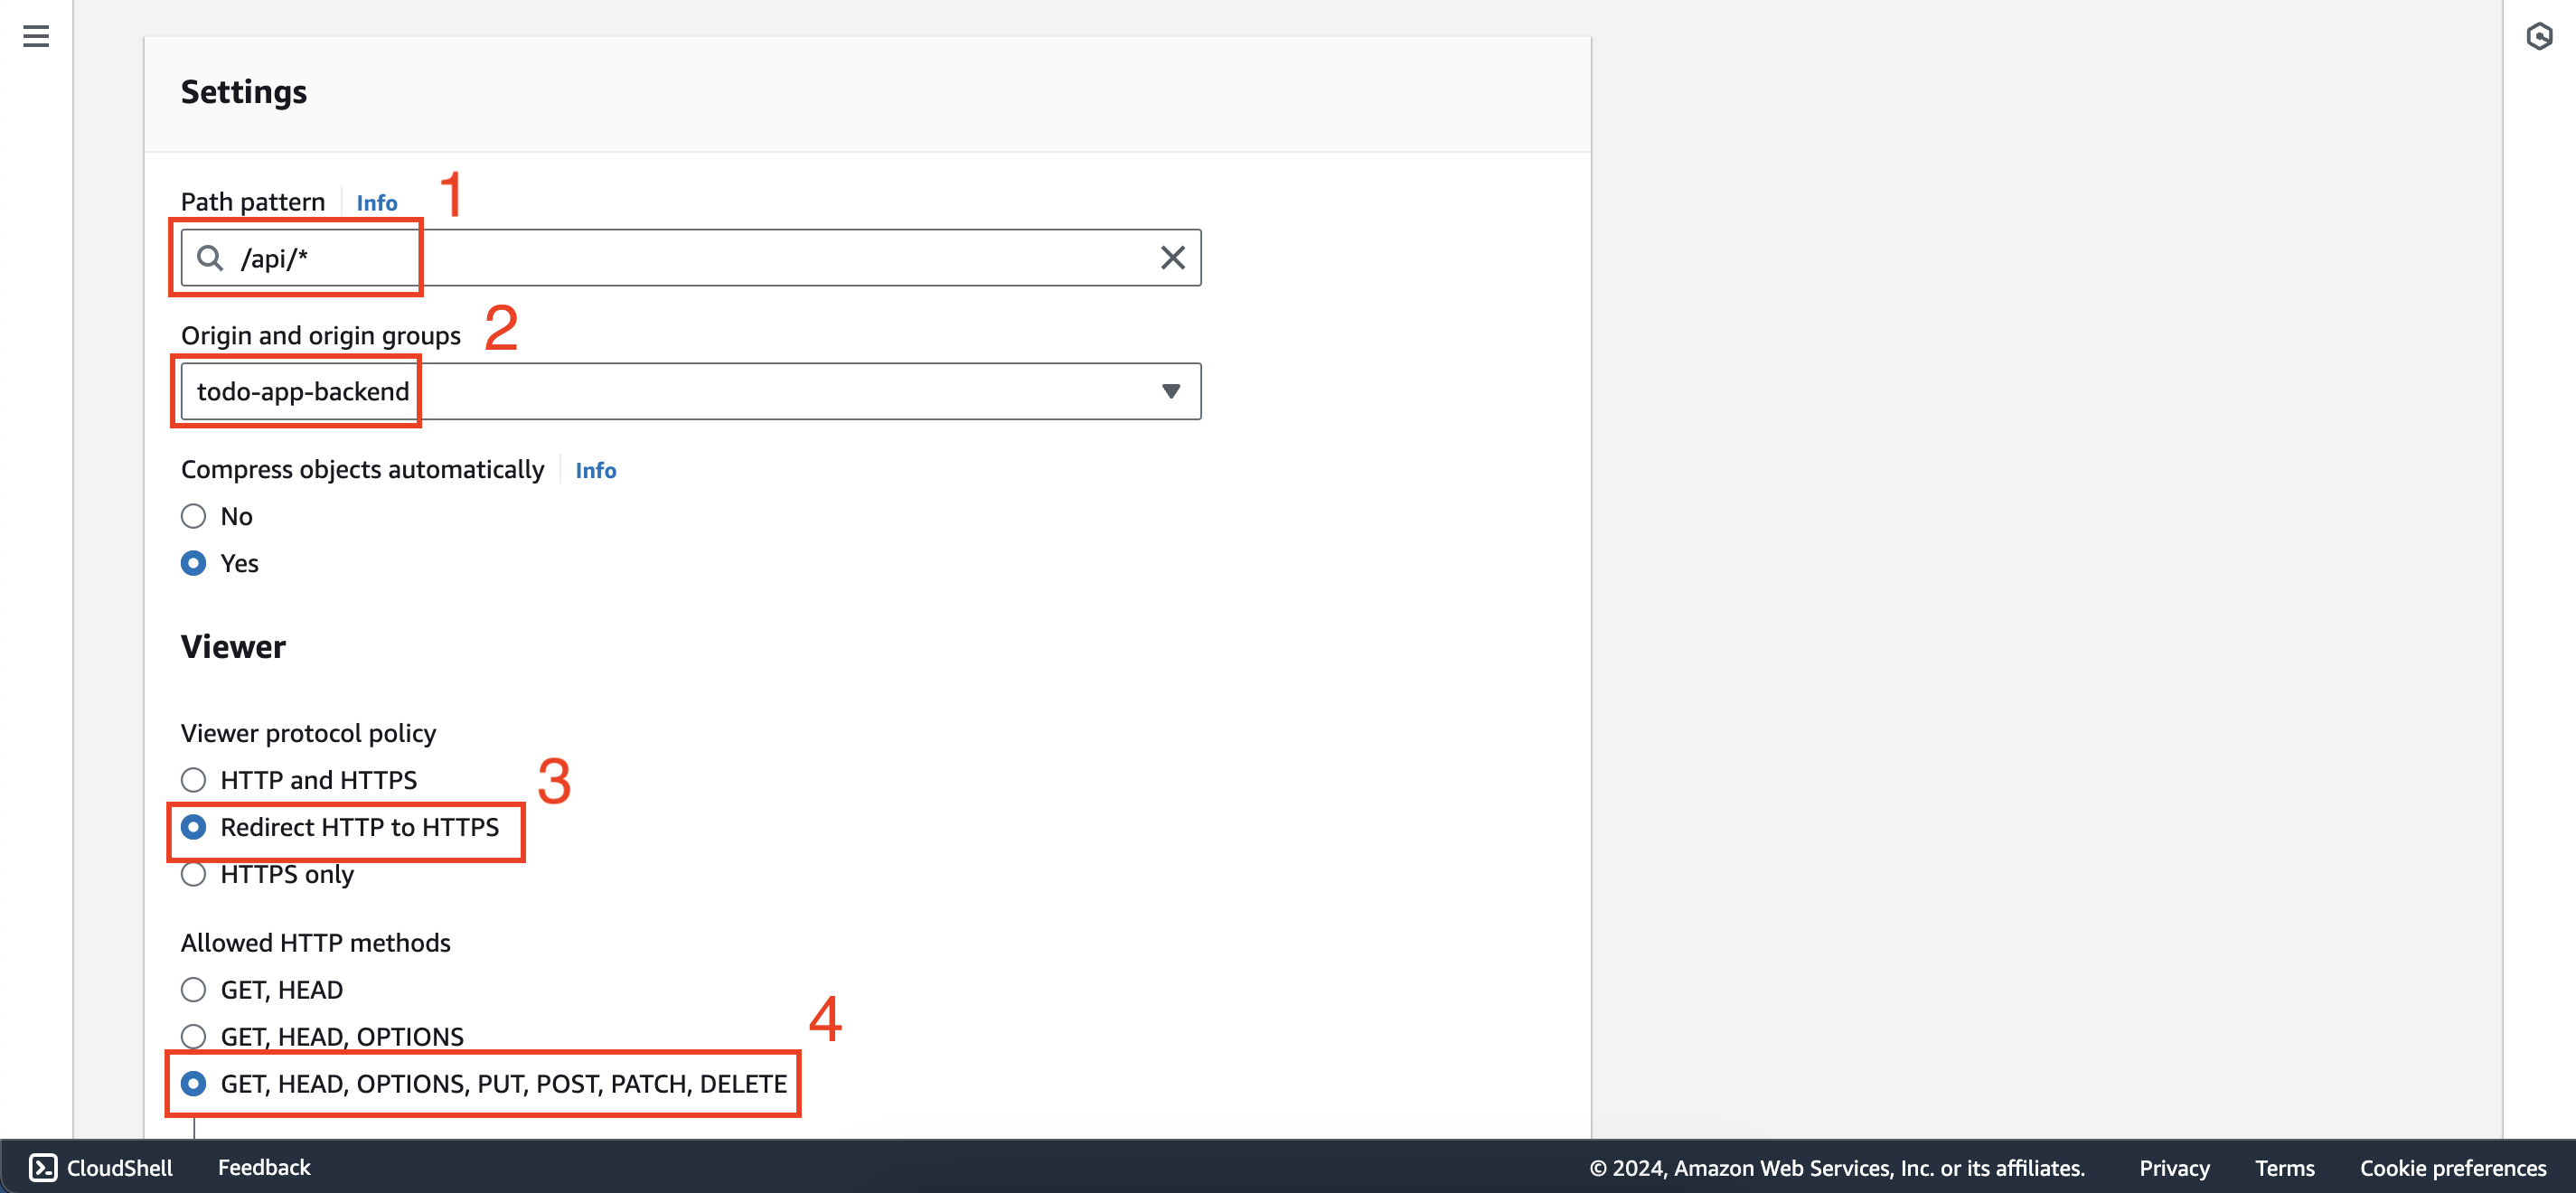 Settings
Path pattern Info 1
/api/*
Origin and origin groups 2
todo-app-backend
Compress objects automatically Info
No
Yes
Viewer
Viewer protocol policy
HTTP and HTTPS 3
Redirect HTTP to HTTPS
HTTPS only
Allowed HTTP methods
GET, HEAD
GET, HEAD, OPTIONS 4
GET, HEAD, OPTIONS, PUT, POST, PATCH, DELETE
CloudShell Feedback © 2024, Amazon Web Services, Inc. or its affiliates. Privacy Terms Cookie preferences